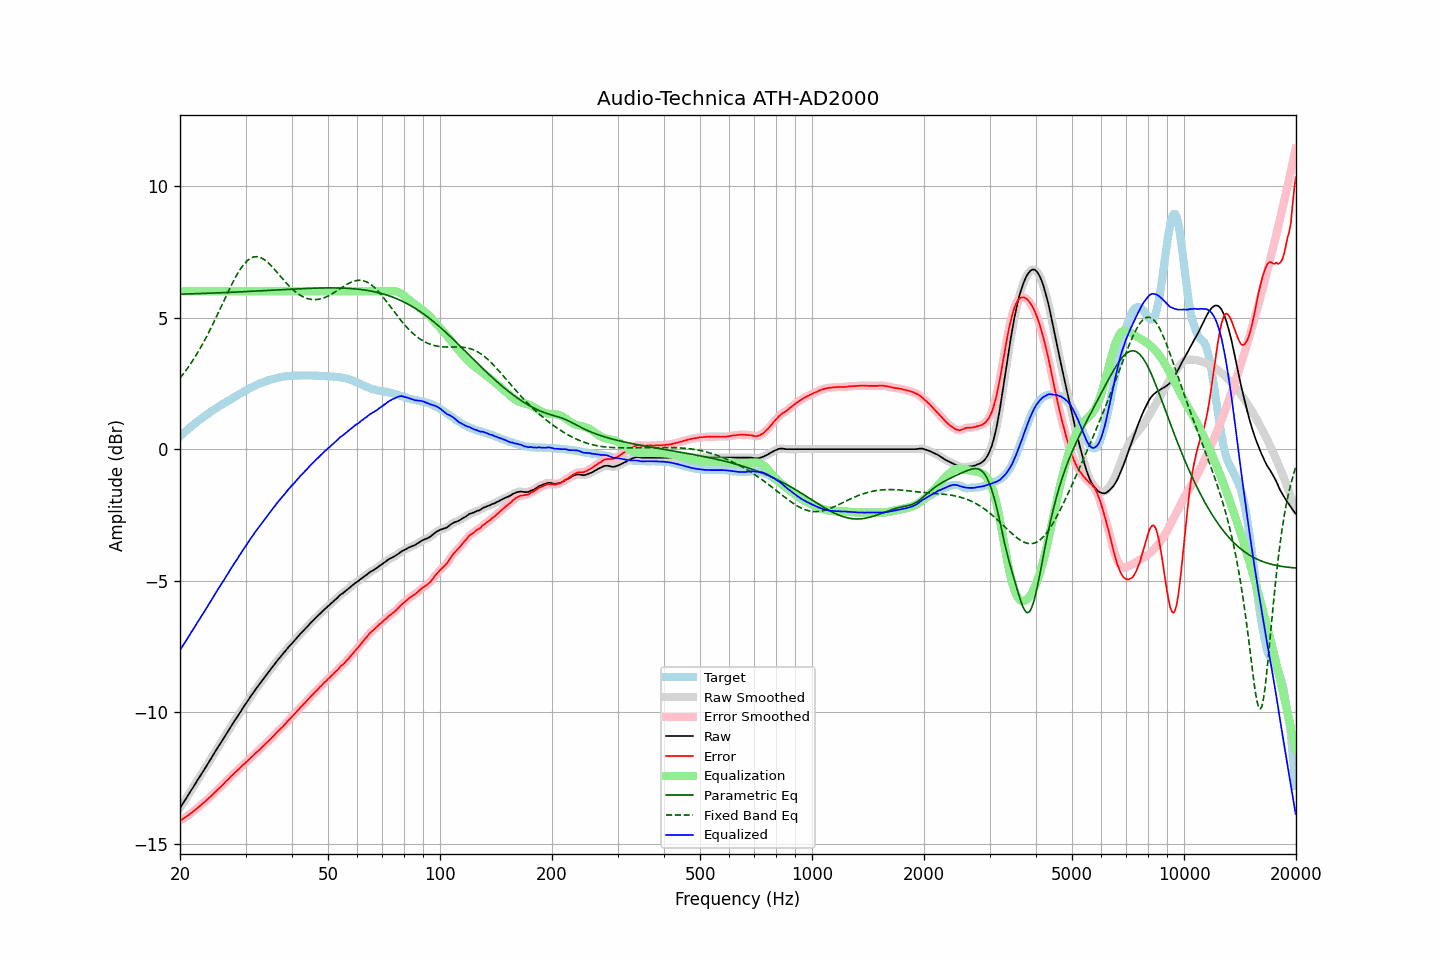 Audio-Technica ATH-AD2000
Amplitude (dBr)
10
5
0
−5
−10
−15
Target
Raw Smoothed
Error Smoothed
Raw
Error
Equalization
Parametric Eq
Fixed Band Eq
Equalized
20 50 100 200 500 1000 2000 5000 10000 20000
Frequency (Hz)